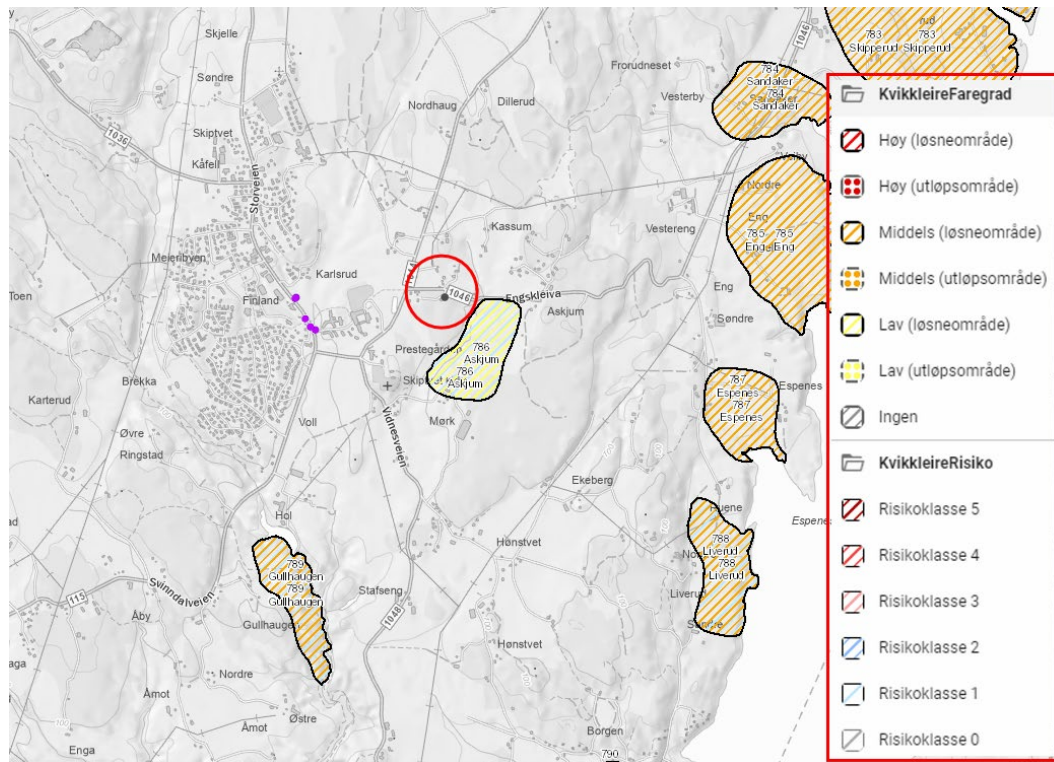 Skjelle
Søndre
Forrudneset
Nordhaug
Dillerud
Vesterby
1046
783
783
Skipperud
Skipperud
784
Sandaker
784
Sandaker
1036
Skiptvet
Kåfjell
Storveien
Kassum
Vestereng
Nordre
Eng
785
785
Eng
Eng
Meieribyen
Karlsrud
Toen
Finland
1046
Engskleiva
Askjum
Eng
Søndre
Prestegården
786
Askjum
786
Askjum
787
Espenes
787
Espenes
Espenes
Brekka
Karterud
Øvre
Ringstad
Voll
Vidnesveien
Mørk
Ekeberg
Hol
Hønstvet
788
Liverud
788
Liverud
Liverud
789
Gullhaugen
789
Gullhaugen
Gullhaugen
Stafseng
115
Svinndalveien
Åby
1048
Hønstvet
Nordre
Åmot
Åmot
Østre
Enga
Borgen
790
KvikkleireFaregrad
Høy (løsneområde)
Høy (utløpsområde)
Middels (løsneområde)
Middels (utløpsområde)
Lav (løsneområde)
Lav (utløpsområde)
Ingen
KvikkleireRisiko
Risikoklasse 5
Risikoklasse 4
Risikoklasse 3
Risikoklasse 2
Risikoklasse 1
Risikoklasse 0